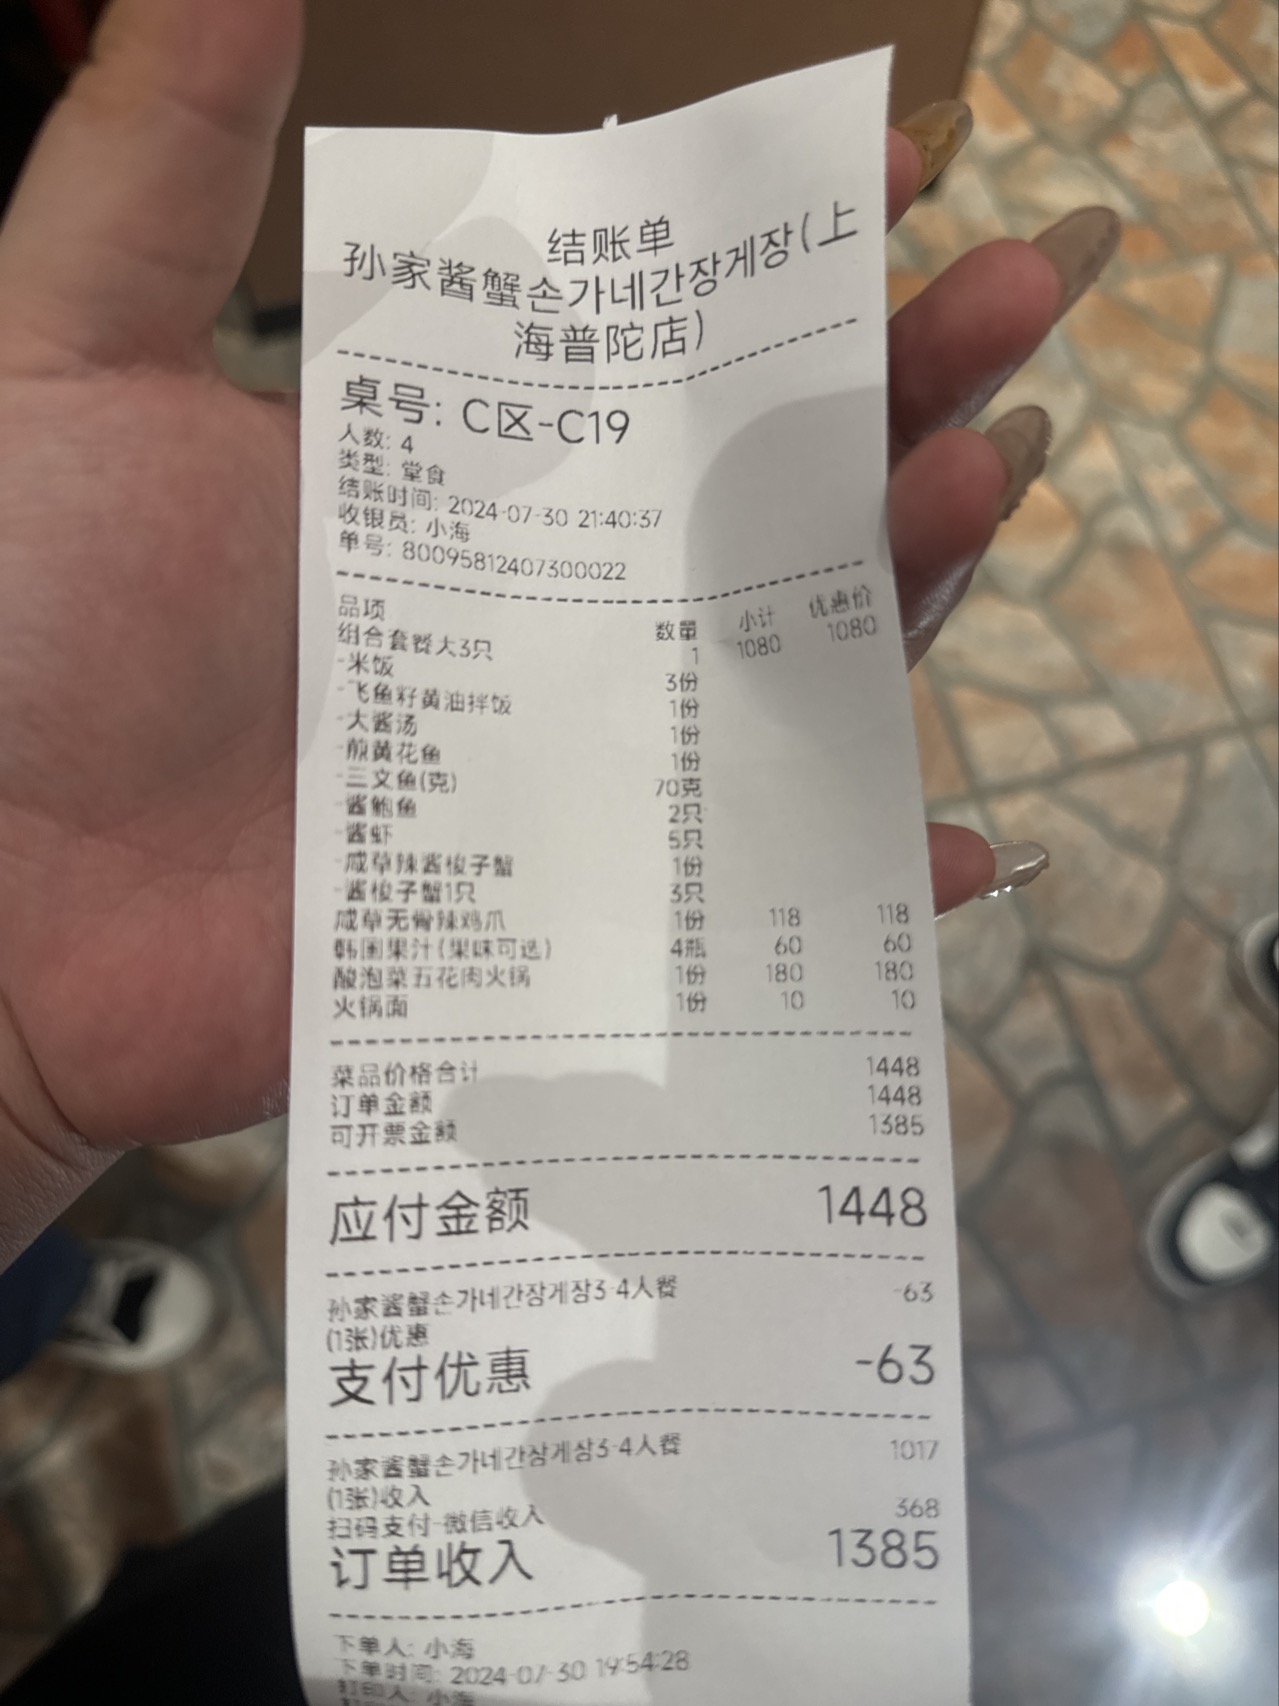 结账单
孙家酱蟹손가네간장게장(上
海普陀店)
桌号: C区-C19
人数: 4
类型: 堂食
结账时间: 2024-07-30 21:40:37
收银员: 小海
单号: 80095812407300022
品项 数量 小计 优惠价
组合套餐大3只 1 1080 1080
-米饭 3份
-飞鱼籽黄油拌饭 1份
-大酱汤 1份
-煎黄花鱼 1份
-三文鱼(克) 70克
-酱鲍鱼 2只
-酱虾 5只
-咸草辣酱梭子蟹 1份
-酱梭子蟹1只 3只
咸草无骨辣鸡爪 1份 118 118
韩国果汁(果味可选) 4瓶 60 60
酸泡菜五花肉火锅 1份 180 180
火锅面 1份 10 10
菜品价格合计 1448
订单金额 1448
可开票金额 1385
应付金额 1448
孙家酱蟹손가네간장게장3-4人餐 -63
(1张)优惠
支付优惠 -63
孙家酱蟹손가네간장게장3-4人餐 1017
(1张)收入
扫码支付-微信收入 368
订单收入 1385
下单人: 小海
下单时间: 2024-07-30 19:54:28
打印人: 小海